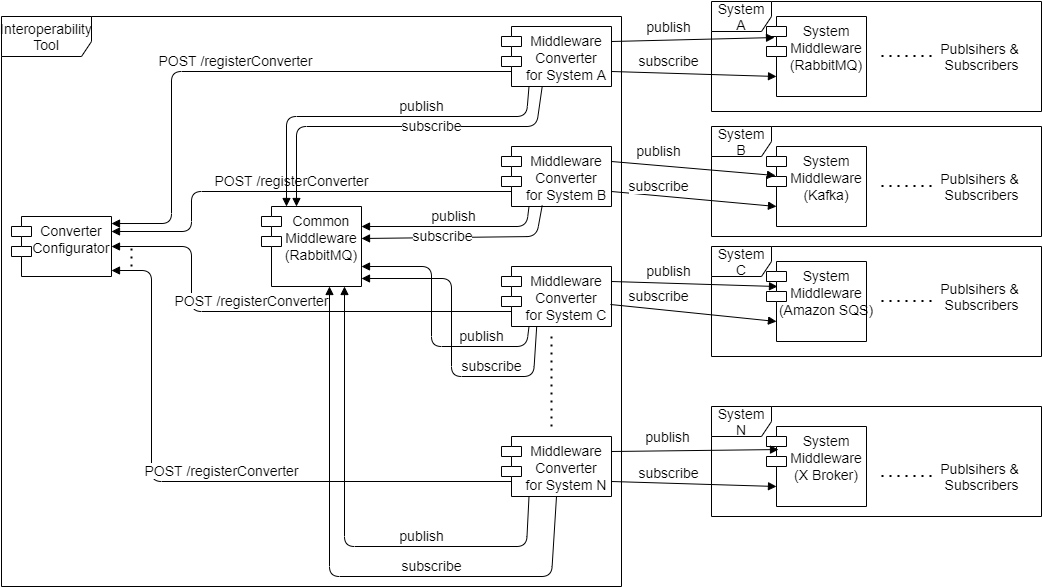 Interoperability
Tool
POST /registerConverter
publish
subscribe
Middleware
Converter
for System A
publish
subscribe
System
A
System
Middleware
(RabbitMQ)
Publsihers &
Subscribers
POST /registerConverter
Common
Middleware
(RabbitMQ)
publish
subscribe
Middleware
Converter
for System B
publish
subscribe
System
B
System
Middleware
(Kafka)
Publsihers &
Subscribers
Converter
Configurator
POST /registerConverter
publish
subscribe
Middleware
Converter
for System C
publish
subscribe
System
C
System
Middleware
(Amazon SQS)
Publsihers &
Subscribers
POST /registerConverter
Middleware
Converter
for System N
publish
subscribe
publish
subscribe
System
N
System
Middleware
(X Broker)
Publsihers &
Subscribers